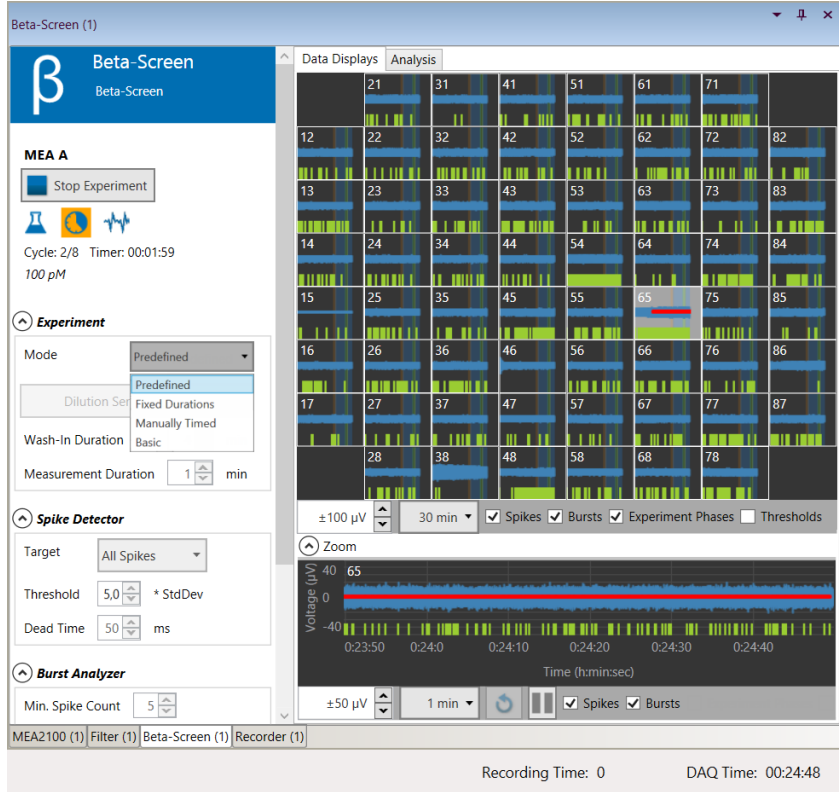 Beta-Screen (1)
β
Beta-Screen
Beta-Screen
MEA A
Stop Experiment
Cycle: 2/8 Timer: 00:01:59
100 pM
Experiment
Mode
Predefined
Predefined
Fixed Durations
Manually Timed
Basic
Dilution Ser
Wash-In Duration
Measurement Duration 1 min
Spike Detector
Target All Spikes
Threshold 5,0 * StdDev
Dead Time 50 ms
Burst Analyzer
Min. Spike Count 5
Data Displays Analysis
21 31 41 51 61 71
12 22 32 42 52 62 72 82
13 23 33 43 53 63 73 83
14 24 34 44 54 64 74 84
15 25 35 45 55 65 75 85
16 26 36 46 56 66 76 86
17 27 37 47 57 67 77 87
28 38 48 58 68 78
±100 µV 30 min Spikes Bursts Experiment Phases Thresholds
Zoom
Voltage (µV)
40
0
-40
65
0:23:50 0:24:0 0:24:10 0:24:20 0:24:30 0:24:40
Time (h:min:sec)
±50 µV 1 min Spikes Bursts
MEA2100 (1) Filter (1) Beta-Screen (1) Recorder (1)
Recording Time: 0 DAQ Time: 00:24:48